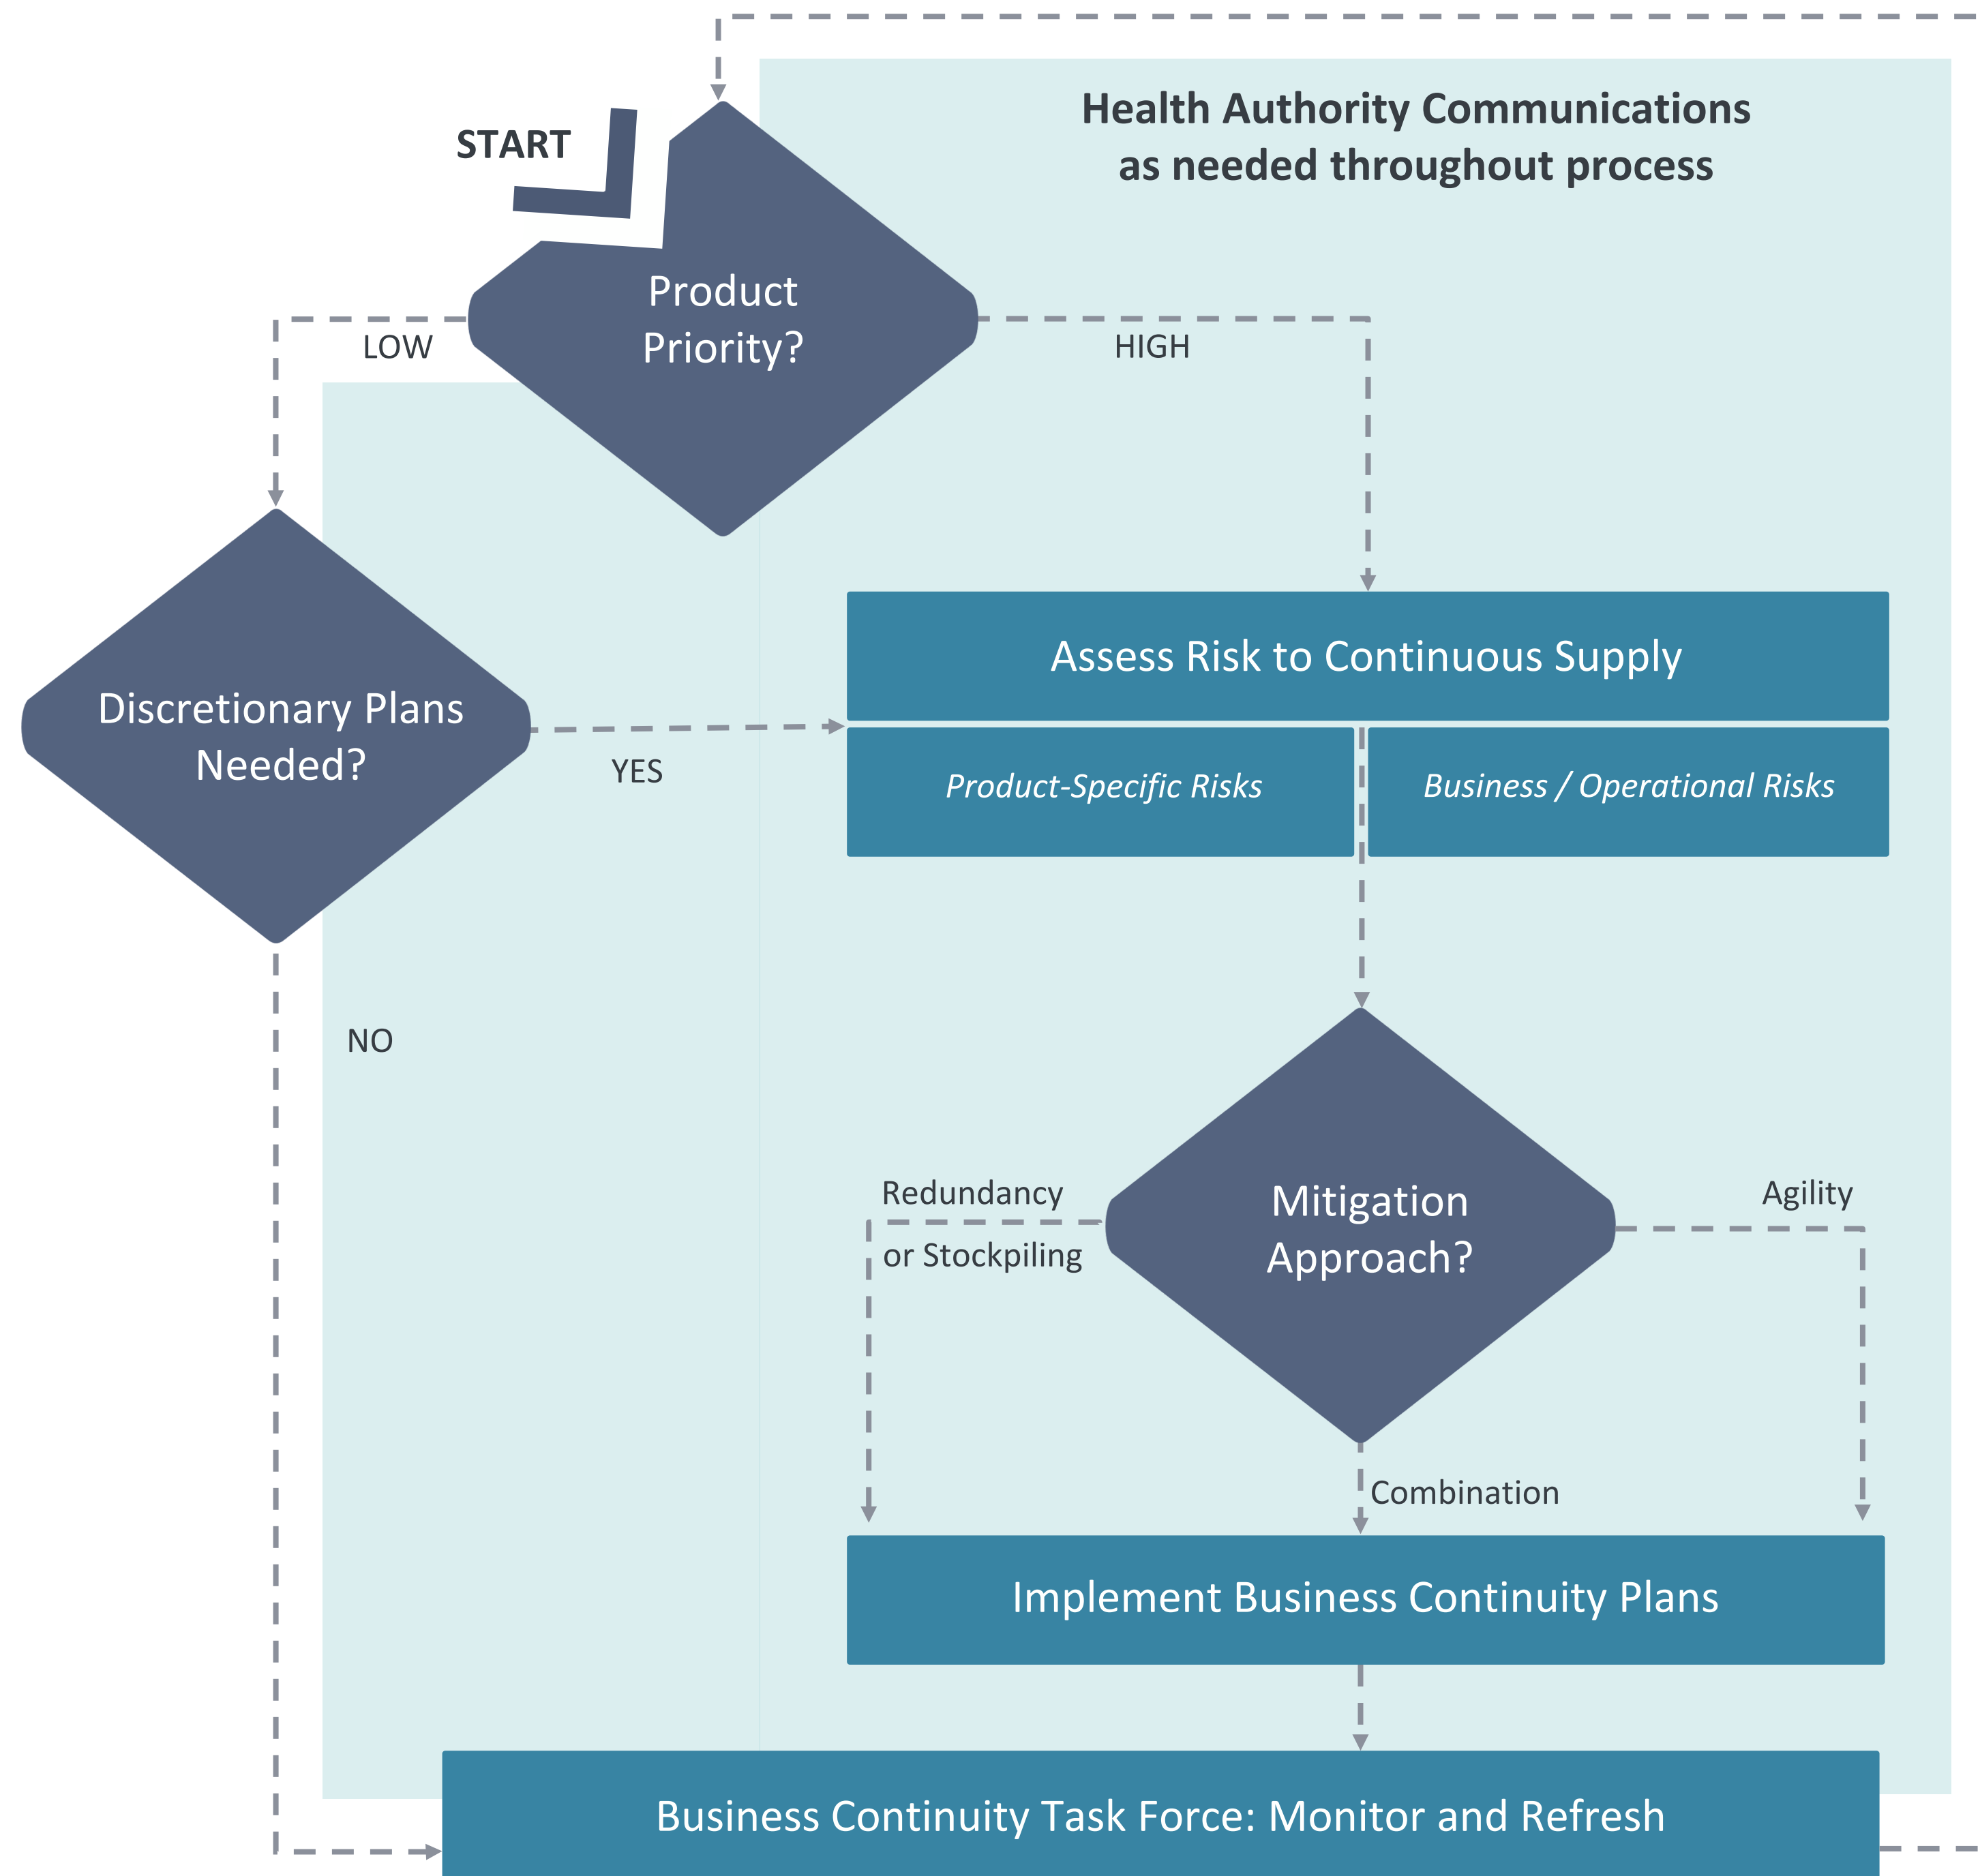 Health Authority Communications
as needed throughout process
START
Product
Priority?
LOW
HIGH
Assess Risk to Continuous Supply
Discretionary Plans
Needed?
YES
Product-Specific Risks
Business / Operational Risks
NO
Redundancy
or Stockpiling
Mitigation
Approach?
Agility
Combination
Implement Business Continuity Plans
Business Continuity Task Force: Monitor and Refresh